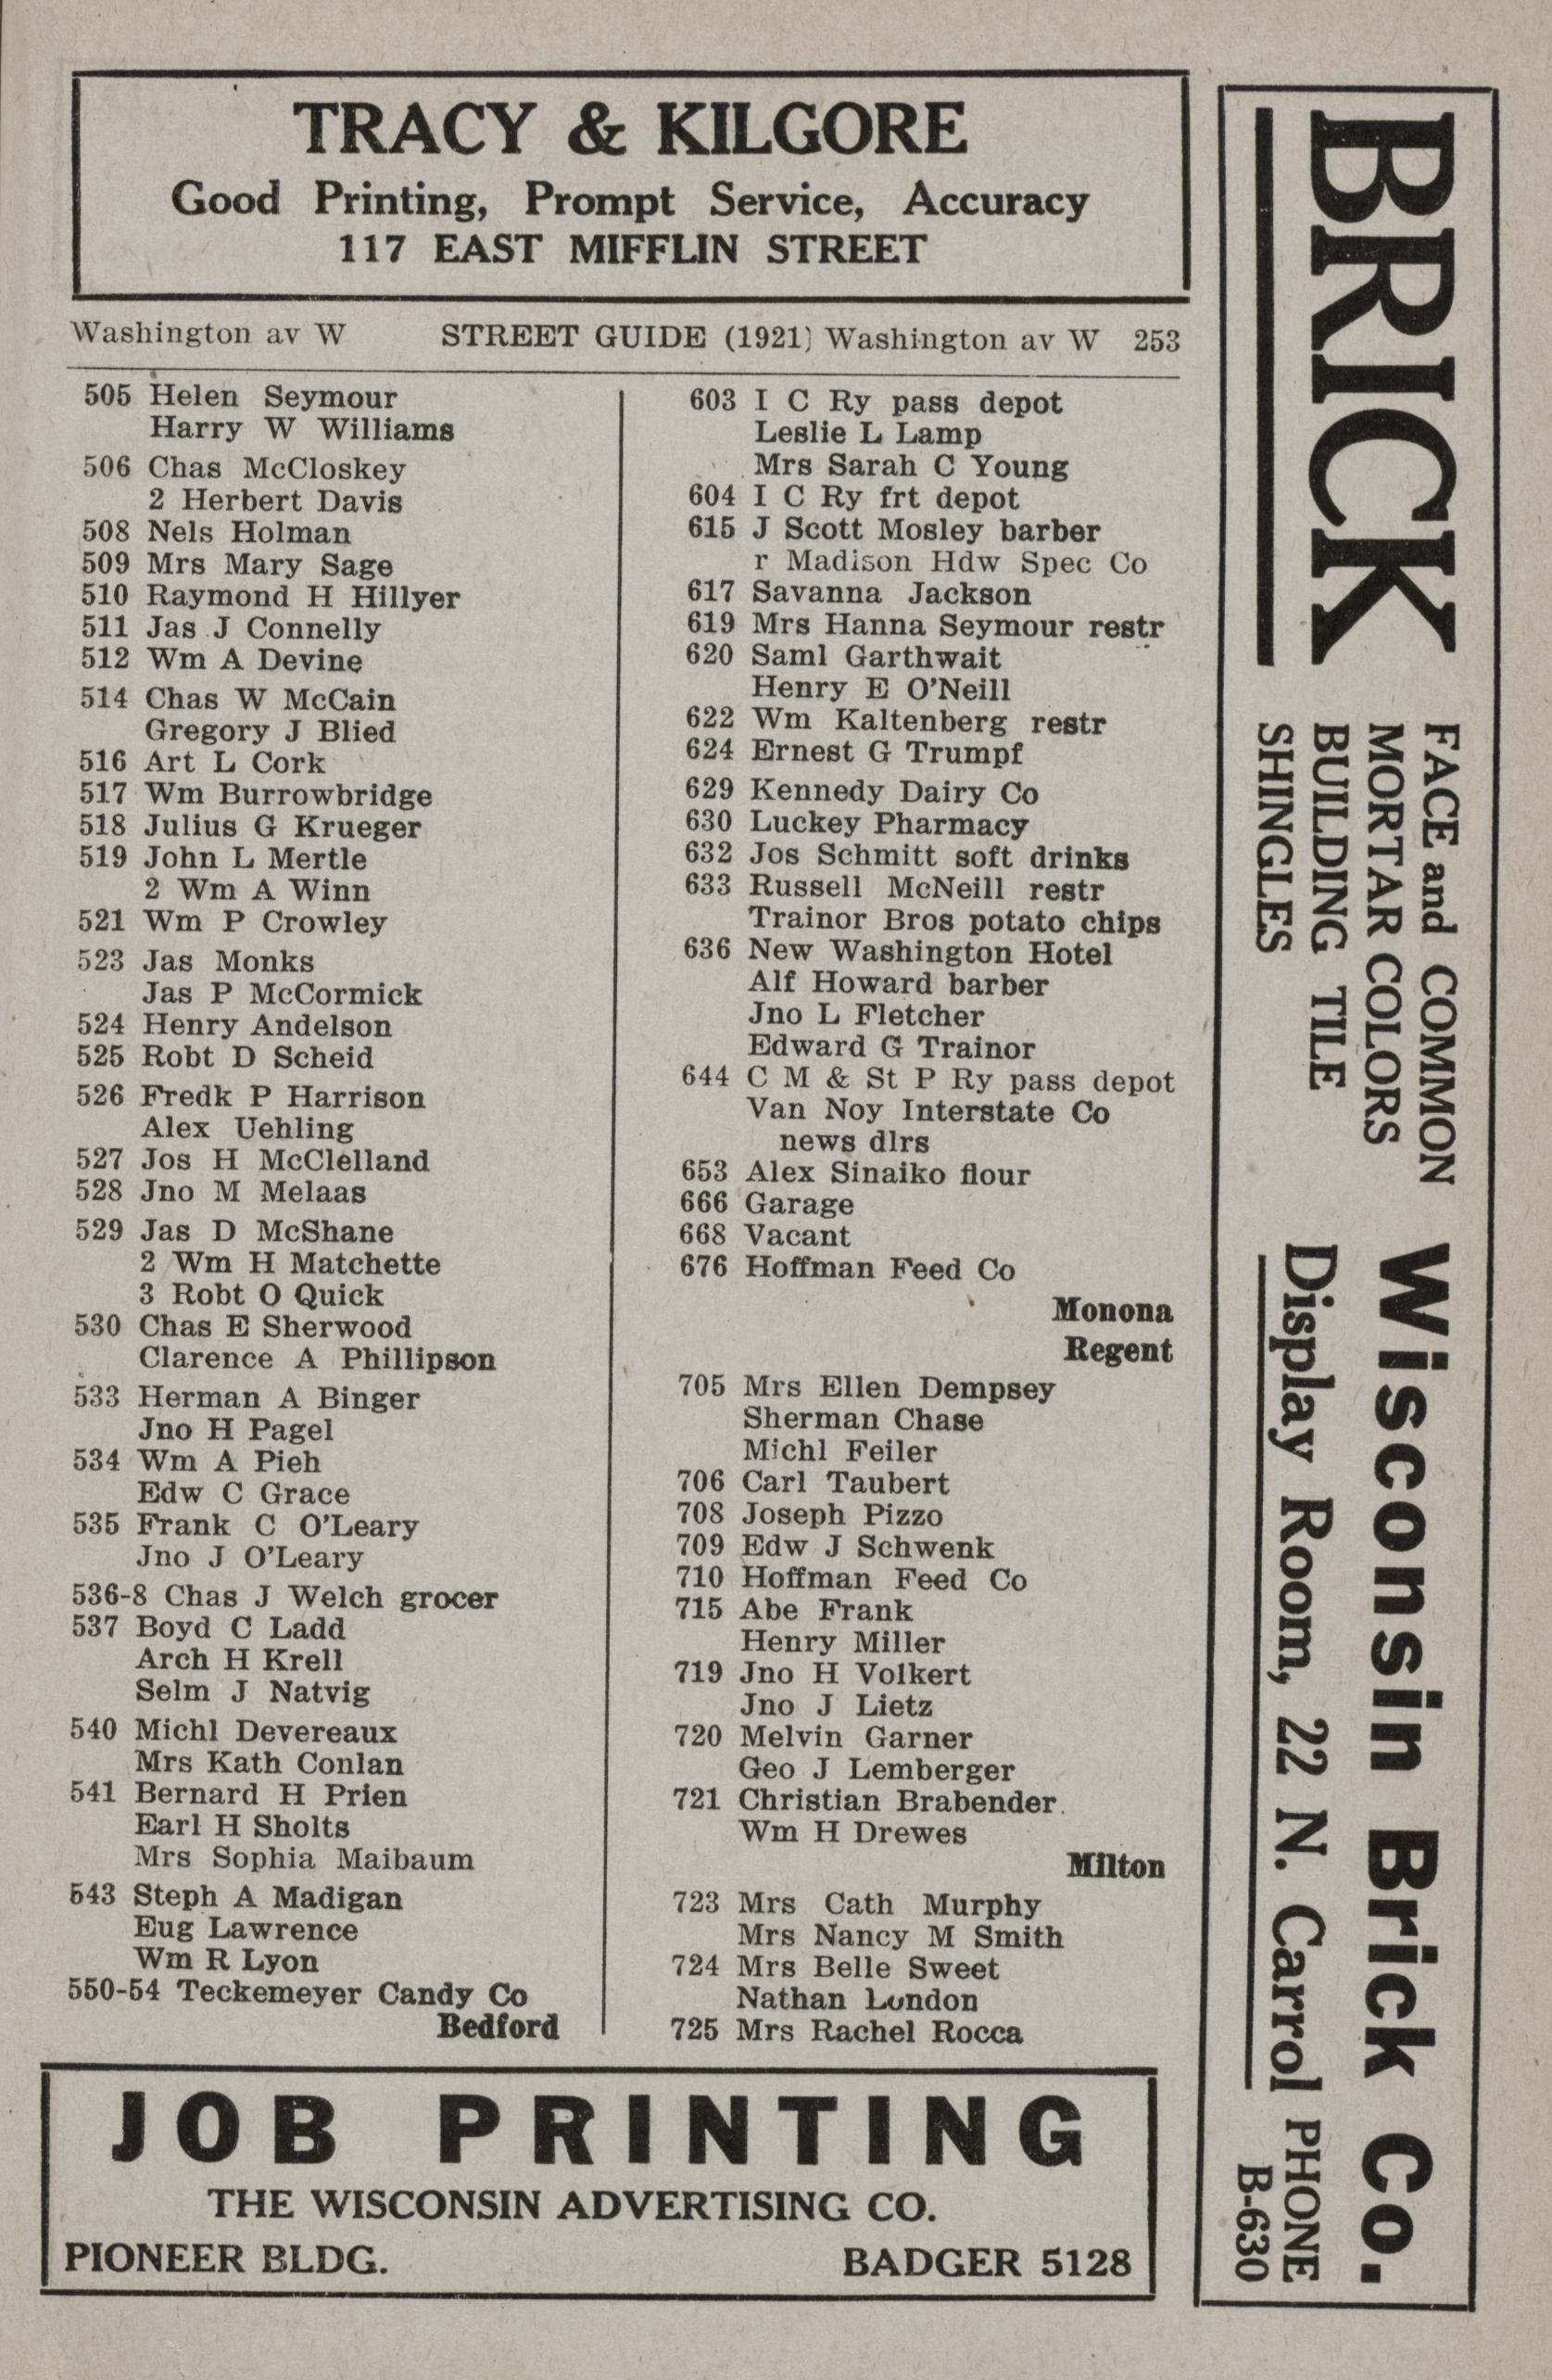 TRACY & KILGORE
Good Printing, Prompt Service, Accuracy
117 EAST MIFFLIN STREET
Washington av W STREET GUIDE (1921) Washington av W 253
505 Helen Seymour
Harry W Williams
506 Chas McCloskey
2 Herbert Davis
508 Nels Holman
509 Mrs Mary Sage
510 Raymond H Hillyer
511 Jas J Connelly
512 Wm A Devine
514 Chas W McCain
Gregory J Blied
516 Art L Cork
517 Wm Burrowbridge
518 Julius G Krueger
519 John L Mertle
2 Wm A Winn
521 Wm P Crowley
523 Jas Monks
Jas P McCormick
524 Henry Andelson
525 Robt D Scheid
526 Fredk P Harrison
Alex Uehling
527 Jos H McClelland
528 Jno M Melaas
529 Jas D McShane
2 Wm H Matchette
3 Robt O Quick
530 Chas E Sherwood
Clarence A Phillipson
533 Herman A Binger
Jno H Pagel
534 Wm A Pieh
Edw C Grace
535 Frank C O'Leary
Jno J O'Leary
536-8 Chas J Welch grocer
537 Boyd C Ladd
Arch H Krell
Selm J Natvig
540 Michl Devereaux
Mrs Kath Conlan
541 Bernard H Prien
Earl H Sholts
Mrs Sophia Maibaum
543 Steph A Madigan
Eug Lawrence
Wm R Lyon
550-54 Teckemeyer Candy Co
Bedford
603 I C Ry pass depot
Leslie L Lamp
Mrs Sarah C Young
604 I C Ry frt depot
615 J Scott Mosley barber
r Madison Hdw Spec Co
617 Savanna Jackson
619 Mrs Hanna Seymour restr
620 Saml Garthwait
Henry E O'Neill
622 Wm Kaltenberg restr
624 Ernest G Trumpf
629 Kennedy Dairy Co
630 Luckey Pharmacy
632 Jos Schmitt soft drinks
633 Russell McNeill restr
Trainor Bros potato chips
636 New Washington Hotel
Alf Howard barber
Jno L Fletcher
Edward G Trainor
644 C M & St P Ry pass depot
Van Noy Interstate Co
news dlrs
653 Alex Sinaiko flour
666 Garage
668 Vacant
676 Hoffman Feed Co
Monona
Regent
705 Mrs Ellen Dempsey
Sherman Chase
Michl Feiler
706 Carl Taubert
708 Joseph Pizzo
709 Edw J Schwenk
710 Hoffman Feed Co
715 Abe Frank
Henry Miller
719 Jno H Volkert
Jno J Lietz
720 Melvin Garner
Geo J Lemberger
721 Christian Brabender
Wm H Drewes
Milton
723 Mrs Cath Murphy
Mrs Nancy M Smith
724 Mrs Belle Sweet
Nathan London
725 Mrs Rachel Rocca
JOB PRINTING
THE WISCONSIN ADVERTISING CO.
PIONEER BLDG. BADGER 5128
BRICK
FACE and COMMON
MORTAR COLORS
BUILDING TILE
SHINGLES
Wisconsin Brick Co.
Display Room, 22 N. Carrol
PHONE
B-630